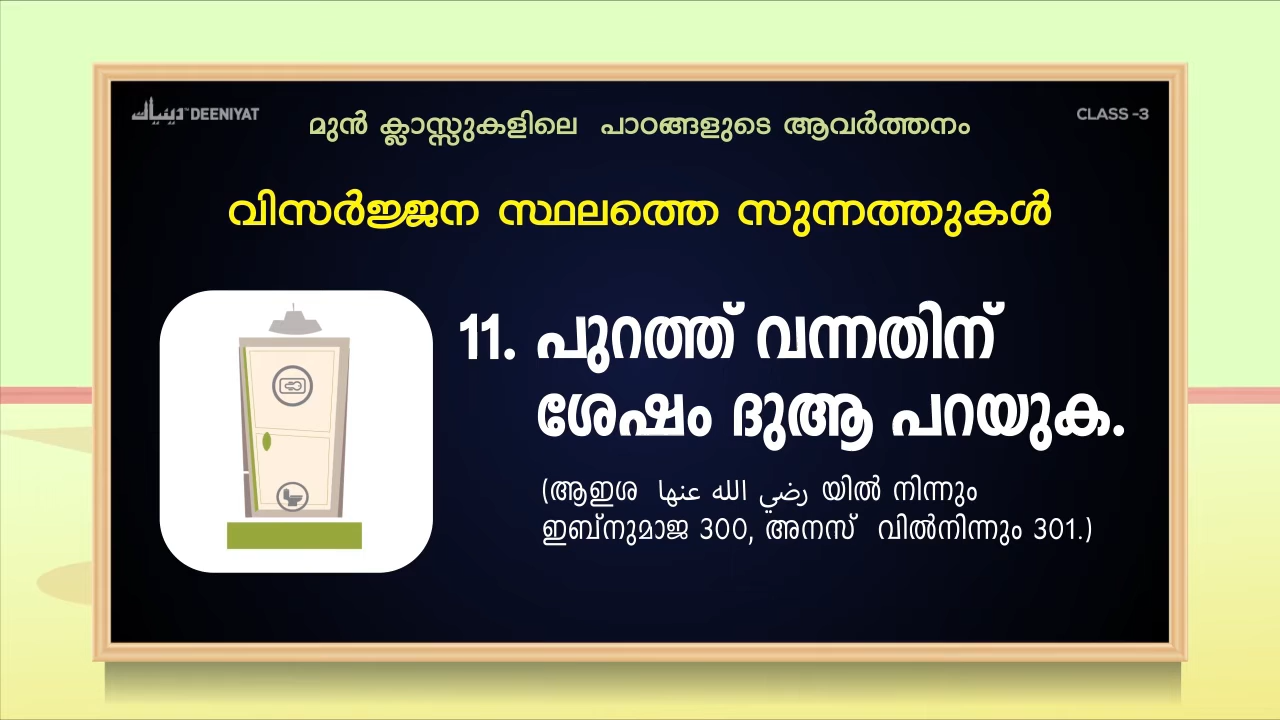 دينيات™ DEENIYAT
CLASS -3
മുൻ ക്ലാസ്സുകളിലെ പാഠങ്ങളുടെ ആവർത്തനം
വിസർജ്ജന സ്ഥലത്തെ സുന്നത്തുകൾ
11. പുറത്ത് വന്നതിന്
ശേഷം ദുആ പറയുക.
(ആഇശ رضي الله عنها യിൽ നിന്നും
ഇബ്നുമാജ 300, അനസ് വിൽനിന്നും 301.)